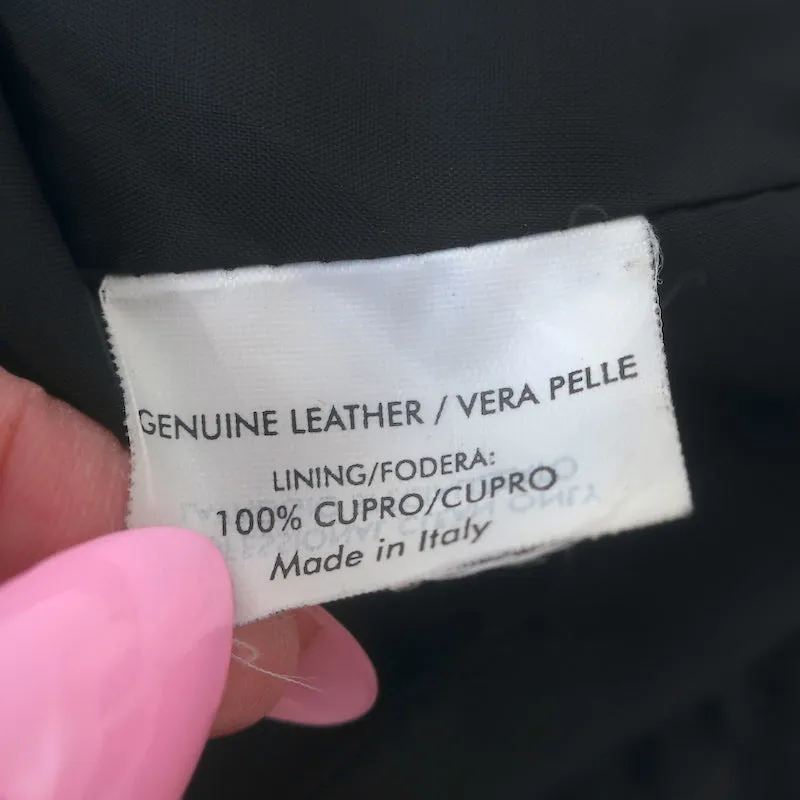 GENUINE LEATHER / VERA PELLE
LINING/FODERA:
100% CUPRO/CUPRO
Made in Italy